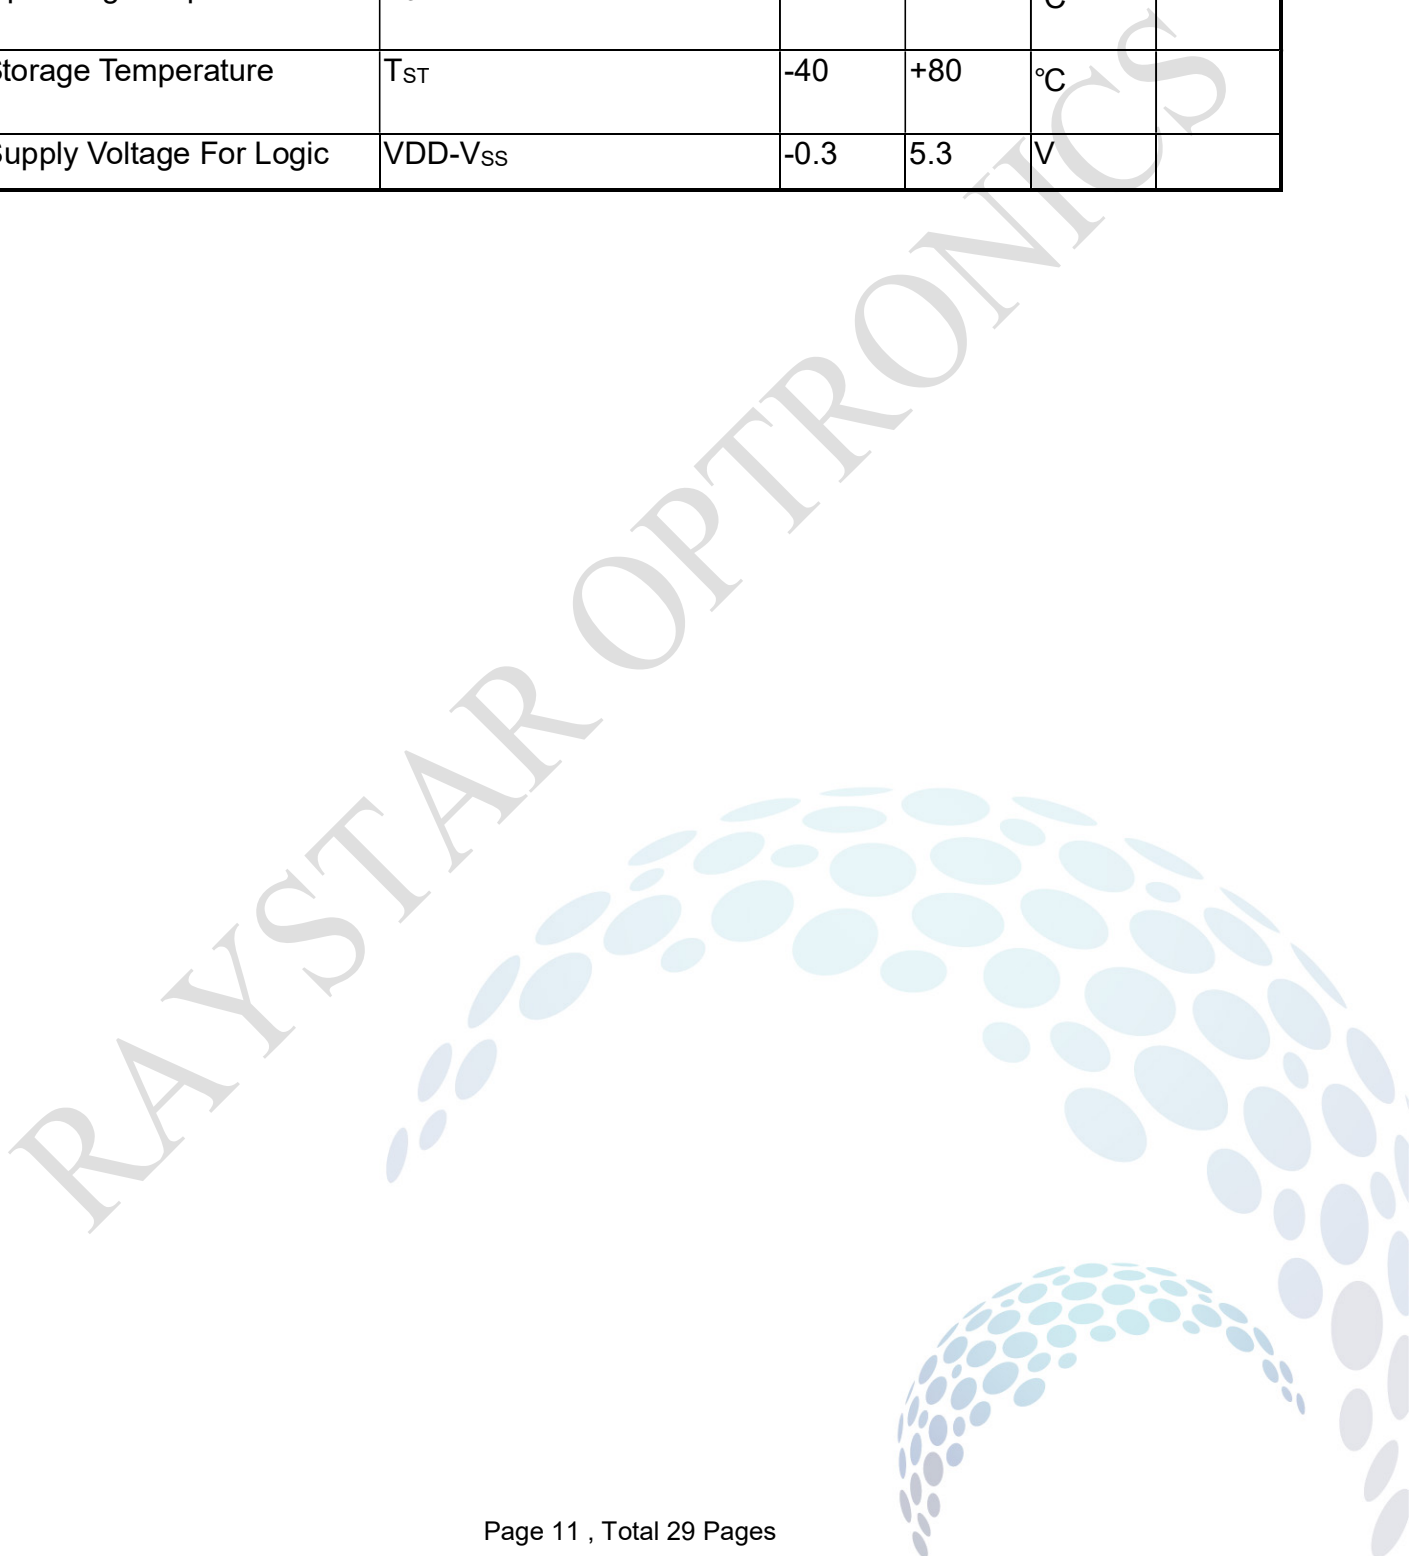 ℃
Storage Temperature TST -40 +80 ℃
Supply Voltage For Logic VDD-VSS -0.3 5.3 V
RAYSTAR OPTRONICS
Page 11 , Total 29 Pages